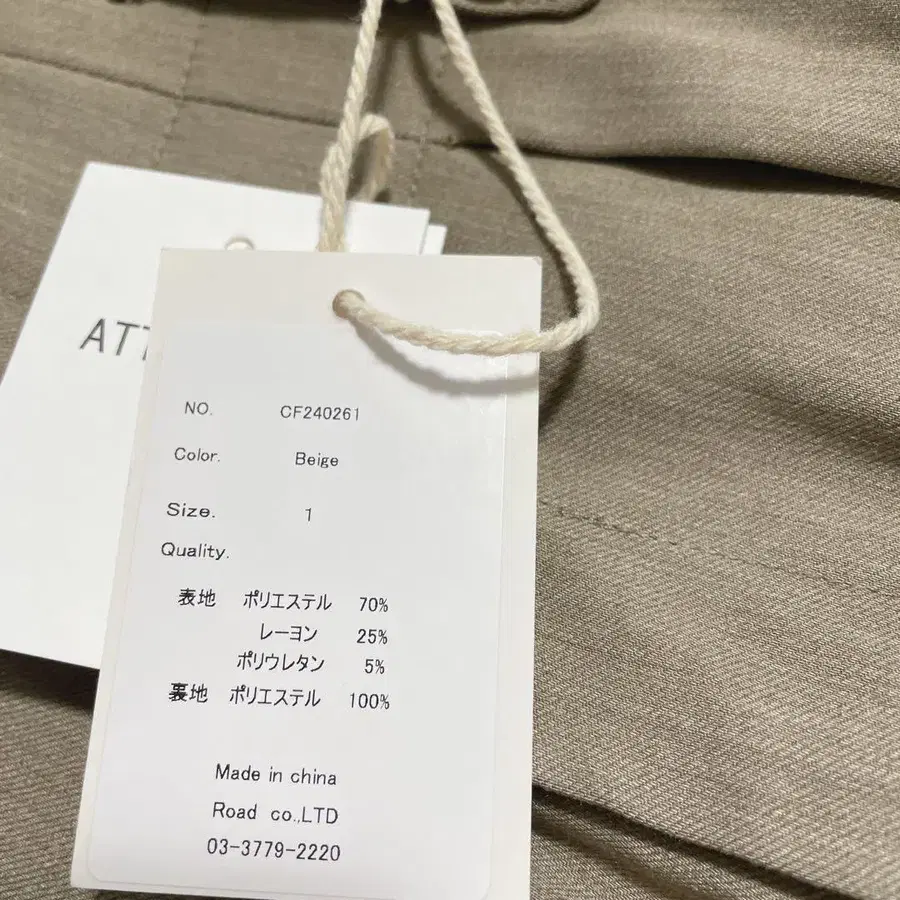 ATT
NO. CF240261
Color. Beige
Size. 1
Quality.
表地 ポリエステル 70%
レーヨン 25%
ポリウレタン 5%
裏地 ポリエステル 100%
Made in china
Road co.,LTD
03-3779-2220